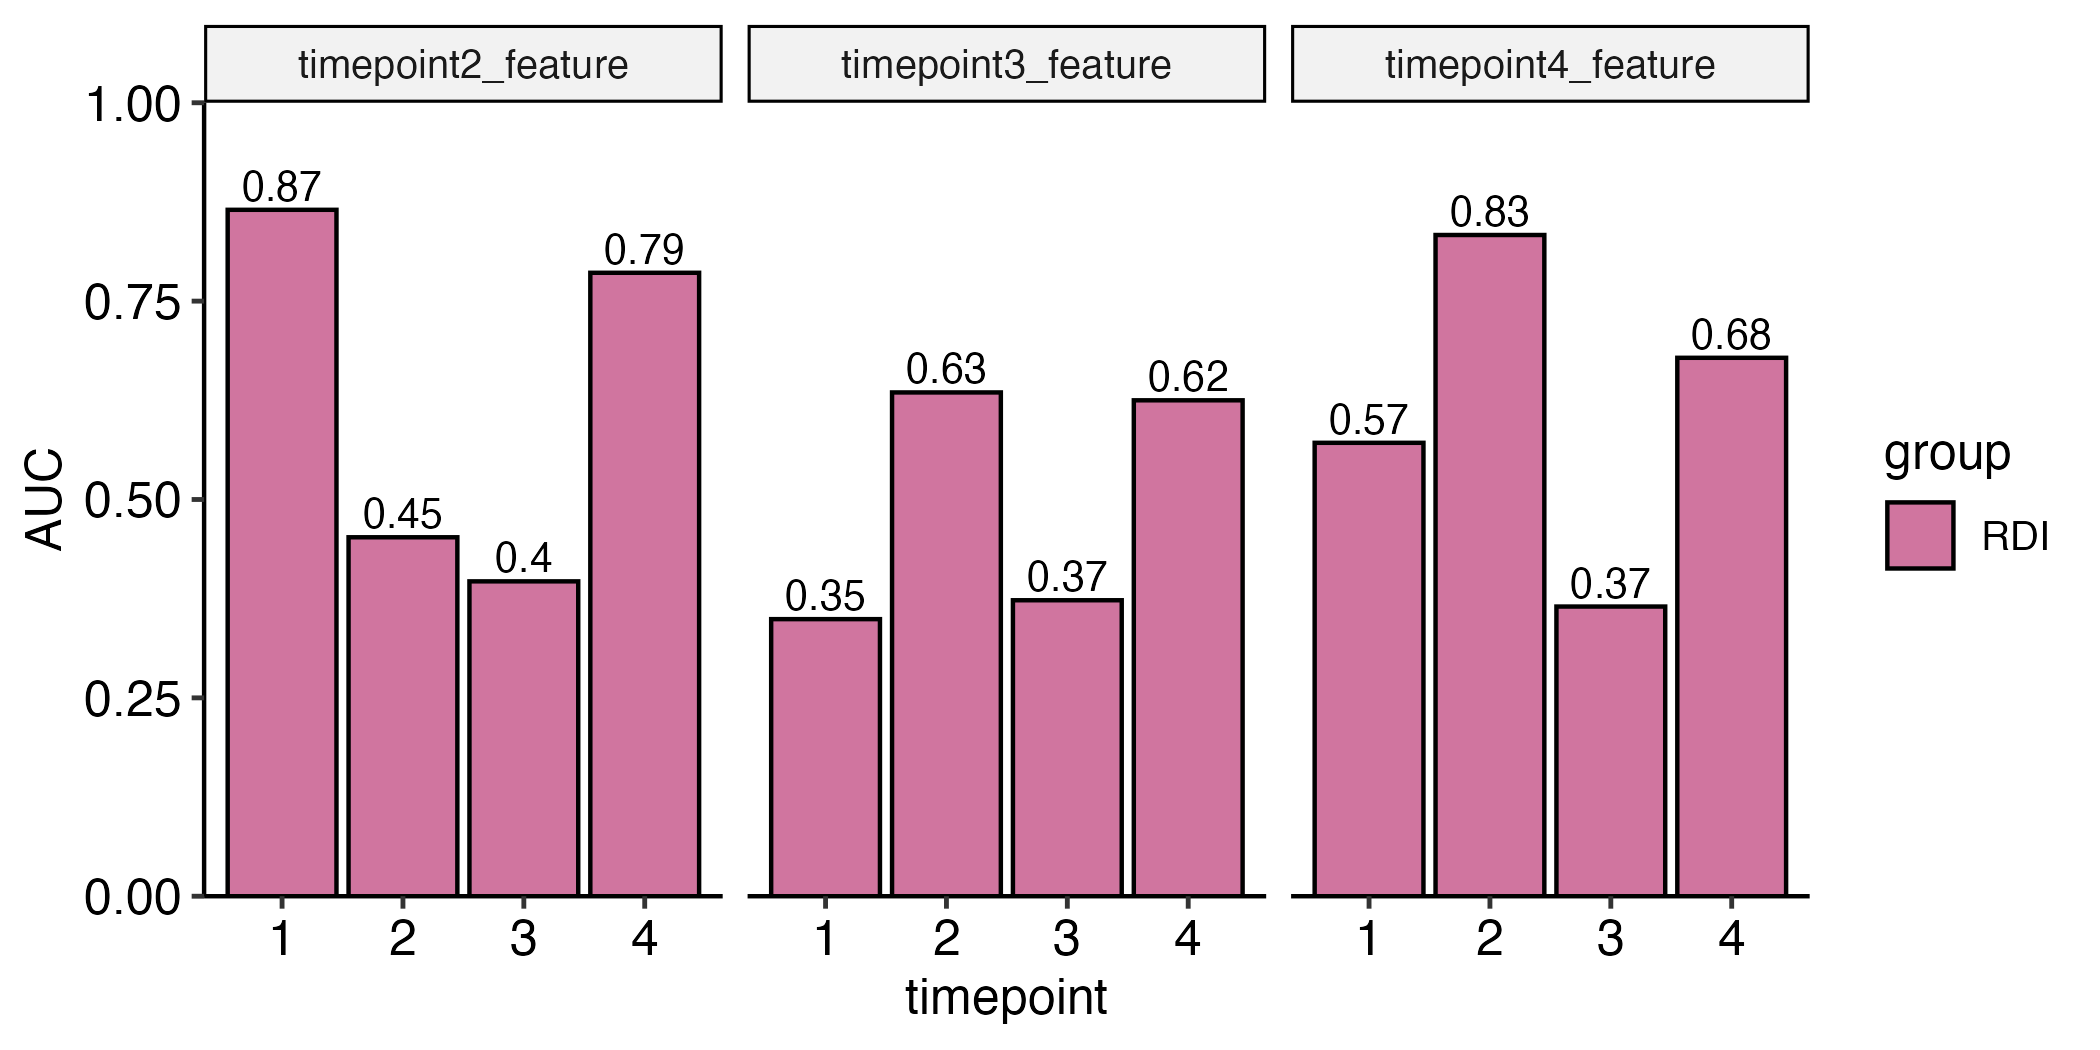 timepoint2_feature timepoint3_feature timepoint4_feature
1.00
0.75
0.50
0.25
0.00
AUC
0.87
0.45
0.4
0.79
0.35
0.63
0.37
0.62
0.57
0.83
0.37
0.68
1 2 3 4 1 2 3 4 1 2 3 4
timepoint
group
RDI